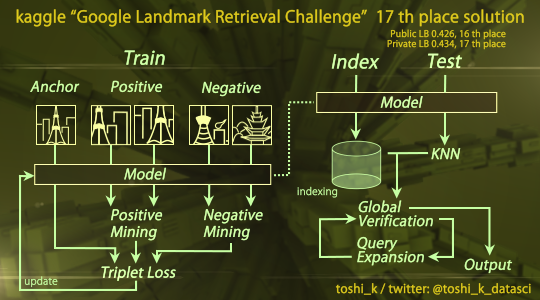 kaggle “Google Landmark Retrieval Challenge” 17 th place solution
Public LB 0.426, 16 th place
Private LB 0.434, 17 th place
Train
Anchor
Positive
Negative
Model
Positive
Mining
Negative
Mining
Triplet Loss
update
Index
Test
Model
KNN
indexing
Global
Verification
Query
Expansion
Output
toshi_k / twitter: @toshi_k_datasci